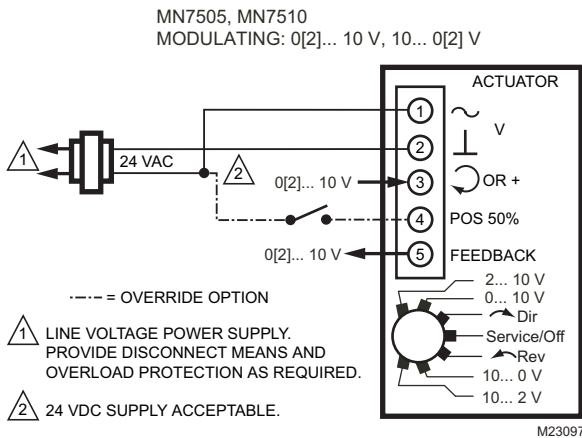 MN7505, MN7510
MODULATING: 0[2]... 10 V, 10... 0[2] V
ACTUATOR
1
V
1
2
24 VAC
2
0[2]... 10 V
3
OR +
4
POS 50%
0[2]... 10 V
5
FEEDBACK
2... 10 V
0... 10 V
Dir
Service/Off
Rev
10... 0 V
10... 2 V
= OVERRIDE OPTION
1 LINE VOLTAGE POWER SUPPLY.
PROVIDE DISCONNECT MEANS AND
OVERLOAD PROTECTION AS REQUIRED.
2 24 VDC SUPPLY ACCEPTABLE.
M23097